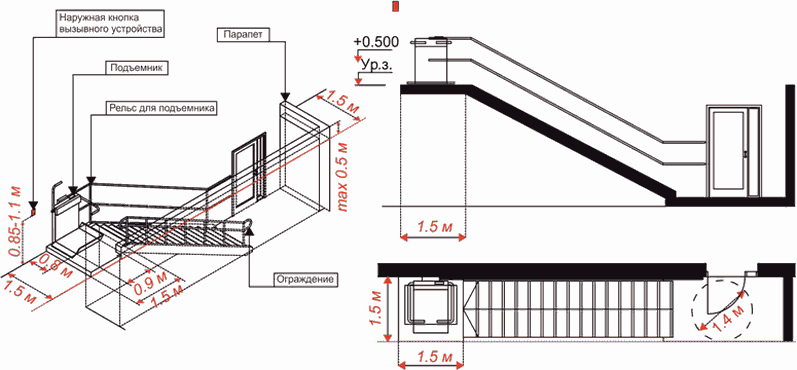 Наружная кнопка
вызывного устройства
Подъемник
Рельс для подъемника
Парапет
1.5 м
max 0.5 м
0.85-1.1 м
0.8 м
1.5 м
0.9 м
1.5 м
Ограждение
+0.500
Ур.з.
1.5 м
1.5 м
1.5 м
1.4 м